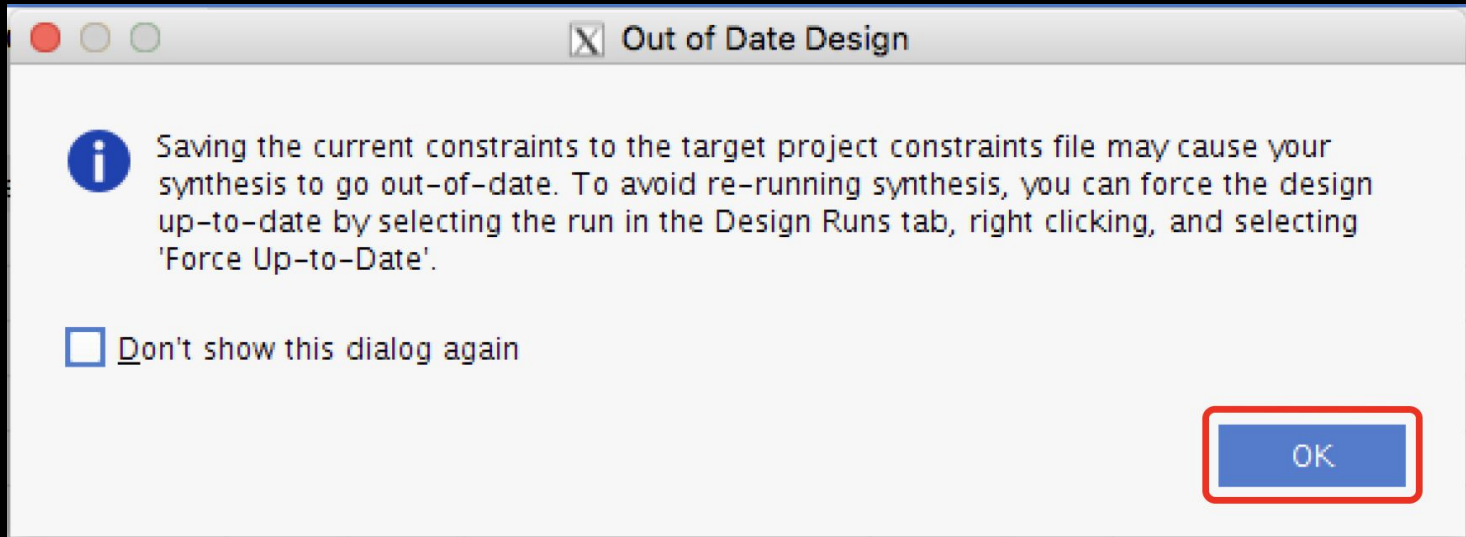 Out of Date Design
Saving the current constraints to the target project constraints file may cause your
synthesis to go out-of-date. To avoid re-running synthesis, you can force the design
up-to-date by selecting the run in the Design Runs tab, right clicking, and selecting
'Force Up-to-Date'.
Don't show this dialog again
OK